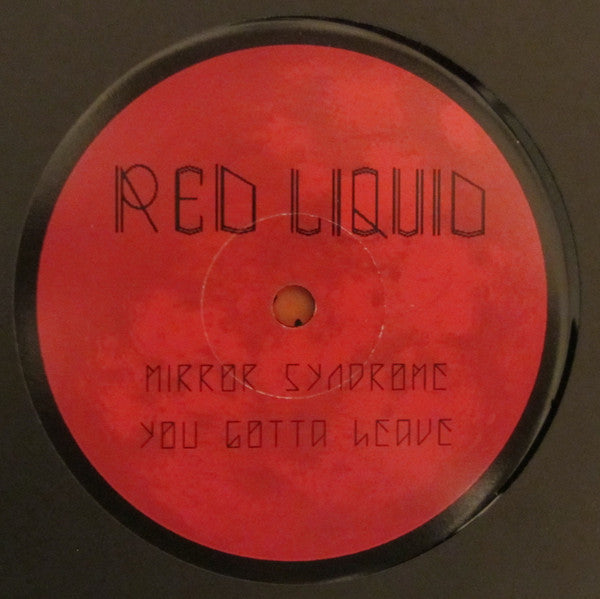 RED LIQUID
MIRROR SYNDROME
YOU GOTTA LEAVE